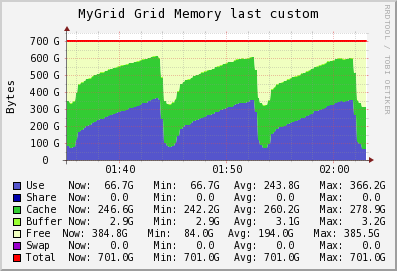 MyGrid Grid Memory last custom
RRDTOOL / TOBI OETIKER
Bytes
700 G
600 G
500 G
400 G
300 G
200 G
100 G
0
01:40 01:50 02:00
Use Now: 66.7G Min: 66.7G Avg: 243.8G Max: 366.2G
Share Now: 0.0 Min: 0.0 Avg: 0.0 Max: 0.0
Cache Now: 246.6G Min: 242.2G Avg: 260.2G Max: 278.9G
Buffer Now: 2.9G Min: 2.9G Avg: 3.1G Max: 3.2G
Free Now: 384.8G Min: 84.0G Avg: 194.0G Max: 385.5G
Swap Now: 0.0 Min: 0.0 Avg: 0.0 Max: 0.0
Total Now: 701.0G Min: 701.0G Avg: 701.0G Max: 701.0G